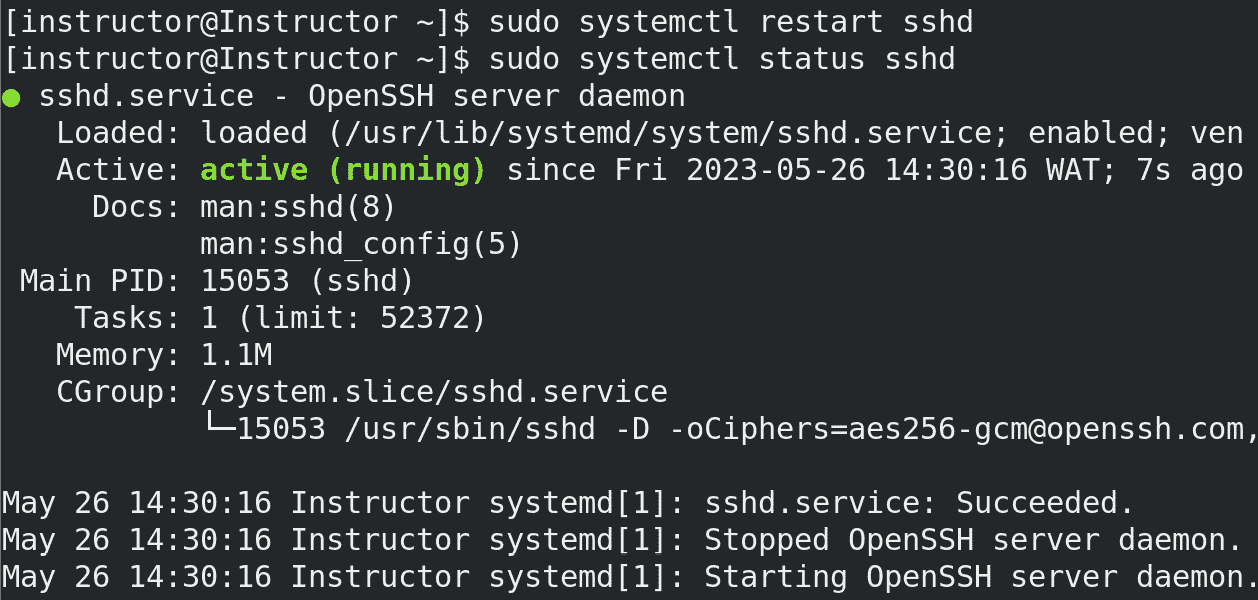 [instructor@Instructor ~]$ sudo systemctl restart sshd
[instructor@Instructor ~]$ sudo systemctl status sshd
● sshd.service - OpenSSH server daemon
   Loaded: loaded (/usr/lib/systemd/system/sshd.service; enabled; ven
   Active: active (running) since Fri 2023-05-26 14:30:16 WAT; 7s ago
     Docs: man:sshd(8)
           man:sshd_config(5)
 Main PID: 15053 (sshd)
    Tasks: 1 (limit: 52372)
   Memory: 1.1M
   CGroup: /system.slice/sshd.service
           └─15053 /usr/sbin/sshd -D -oCiphers=aes256-gcm@openssh.com,

May 26 14:30:16 Instructor systemd[1]: sshd.service: Succeeded.
May 26 14:30:16 Instructor systemd[1]: Stopped OpenSSH server daemon.
May 26 14:30:16 Instructor systemd[1]: Starting OpenSSH server daemon.